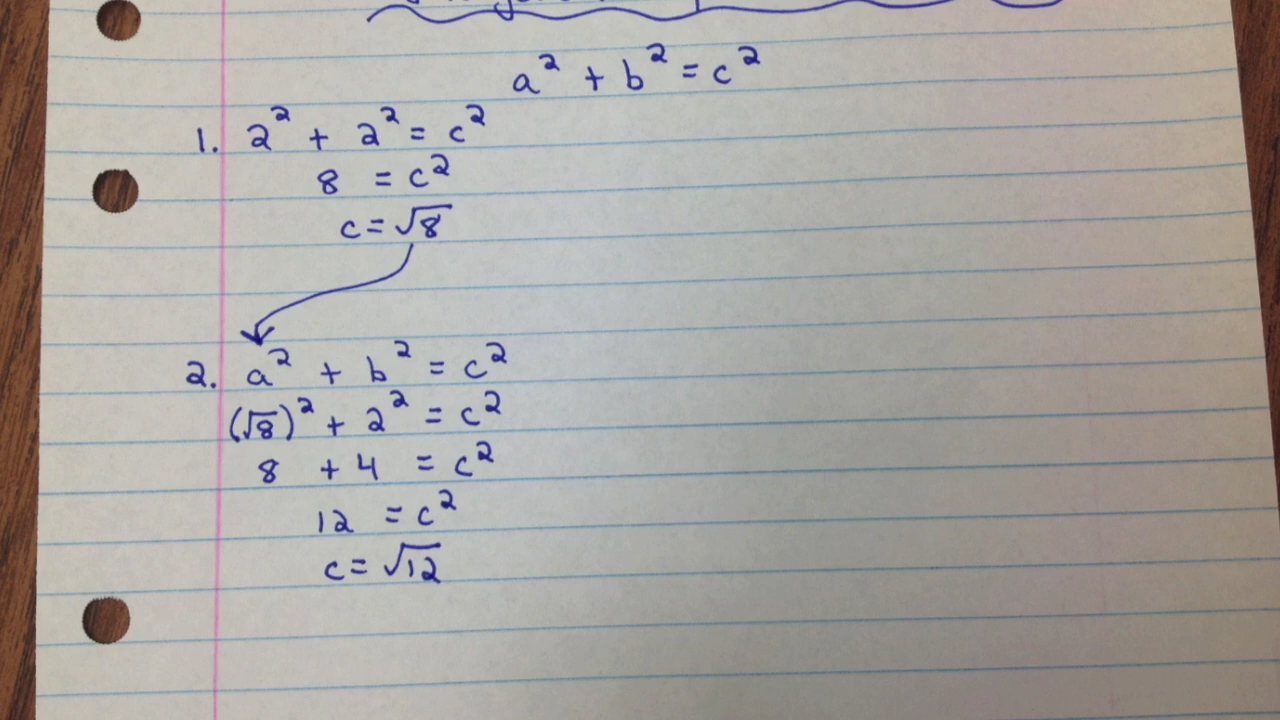 a² + b² = c²
1. 2² + 2² = c²
8 = c²
c = √8
2. a² + b² = c²
(√8)² + 2² = c²
8 + 4 = c²
12 = c²
c = √12